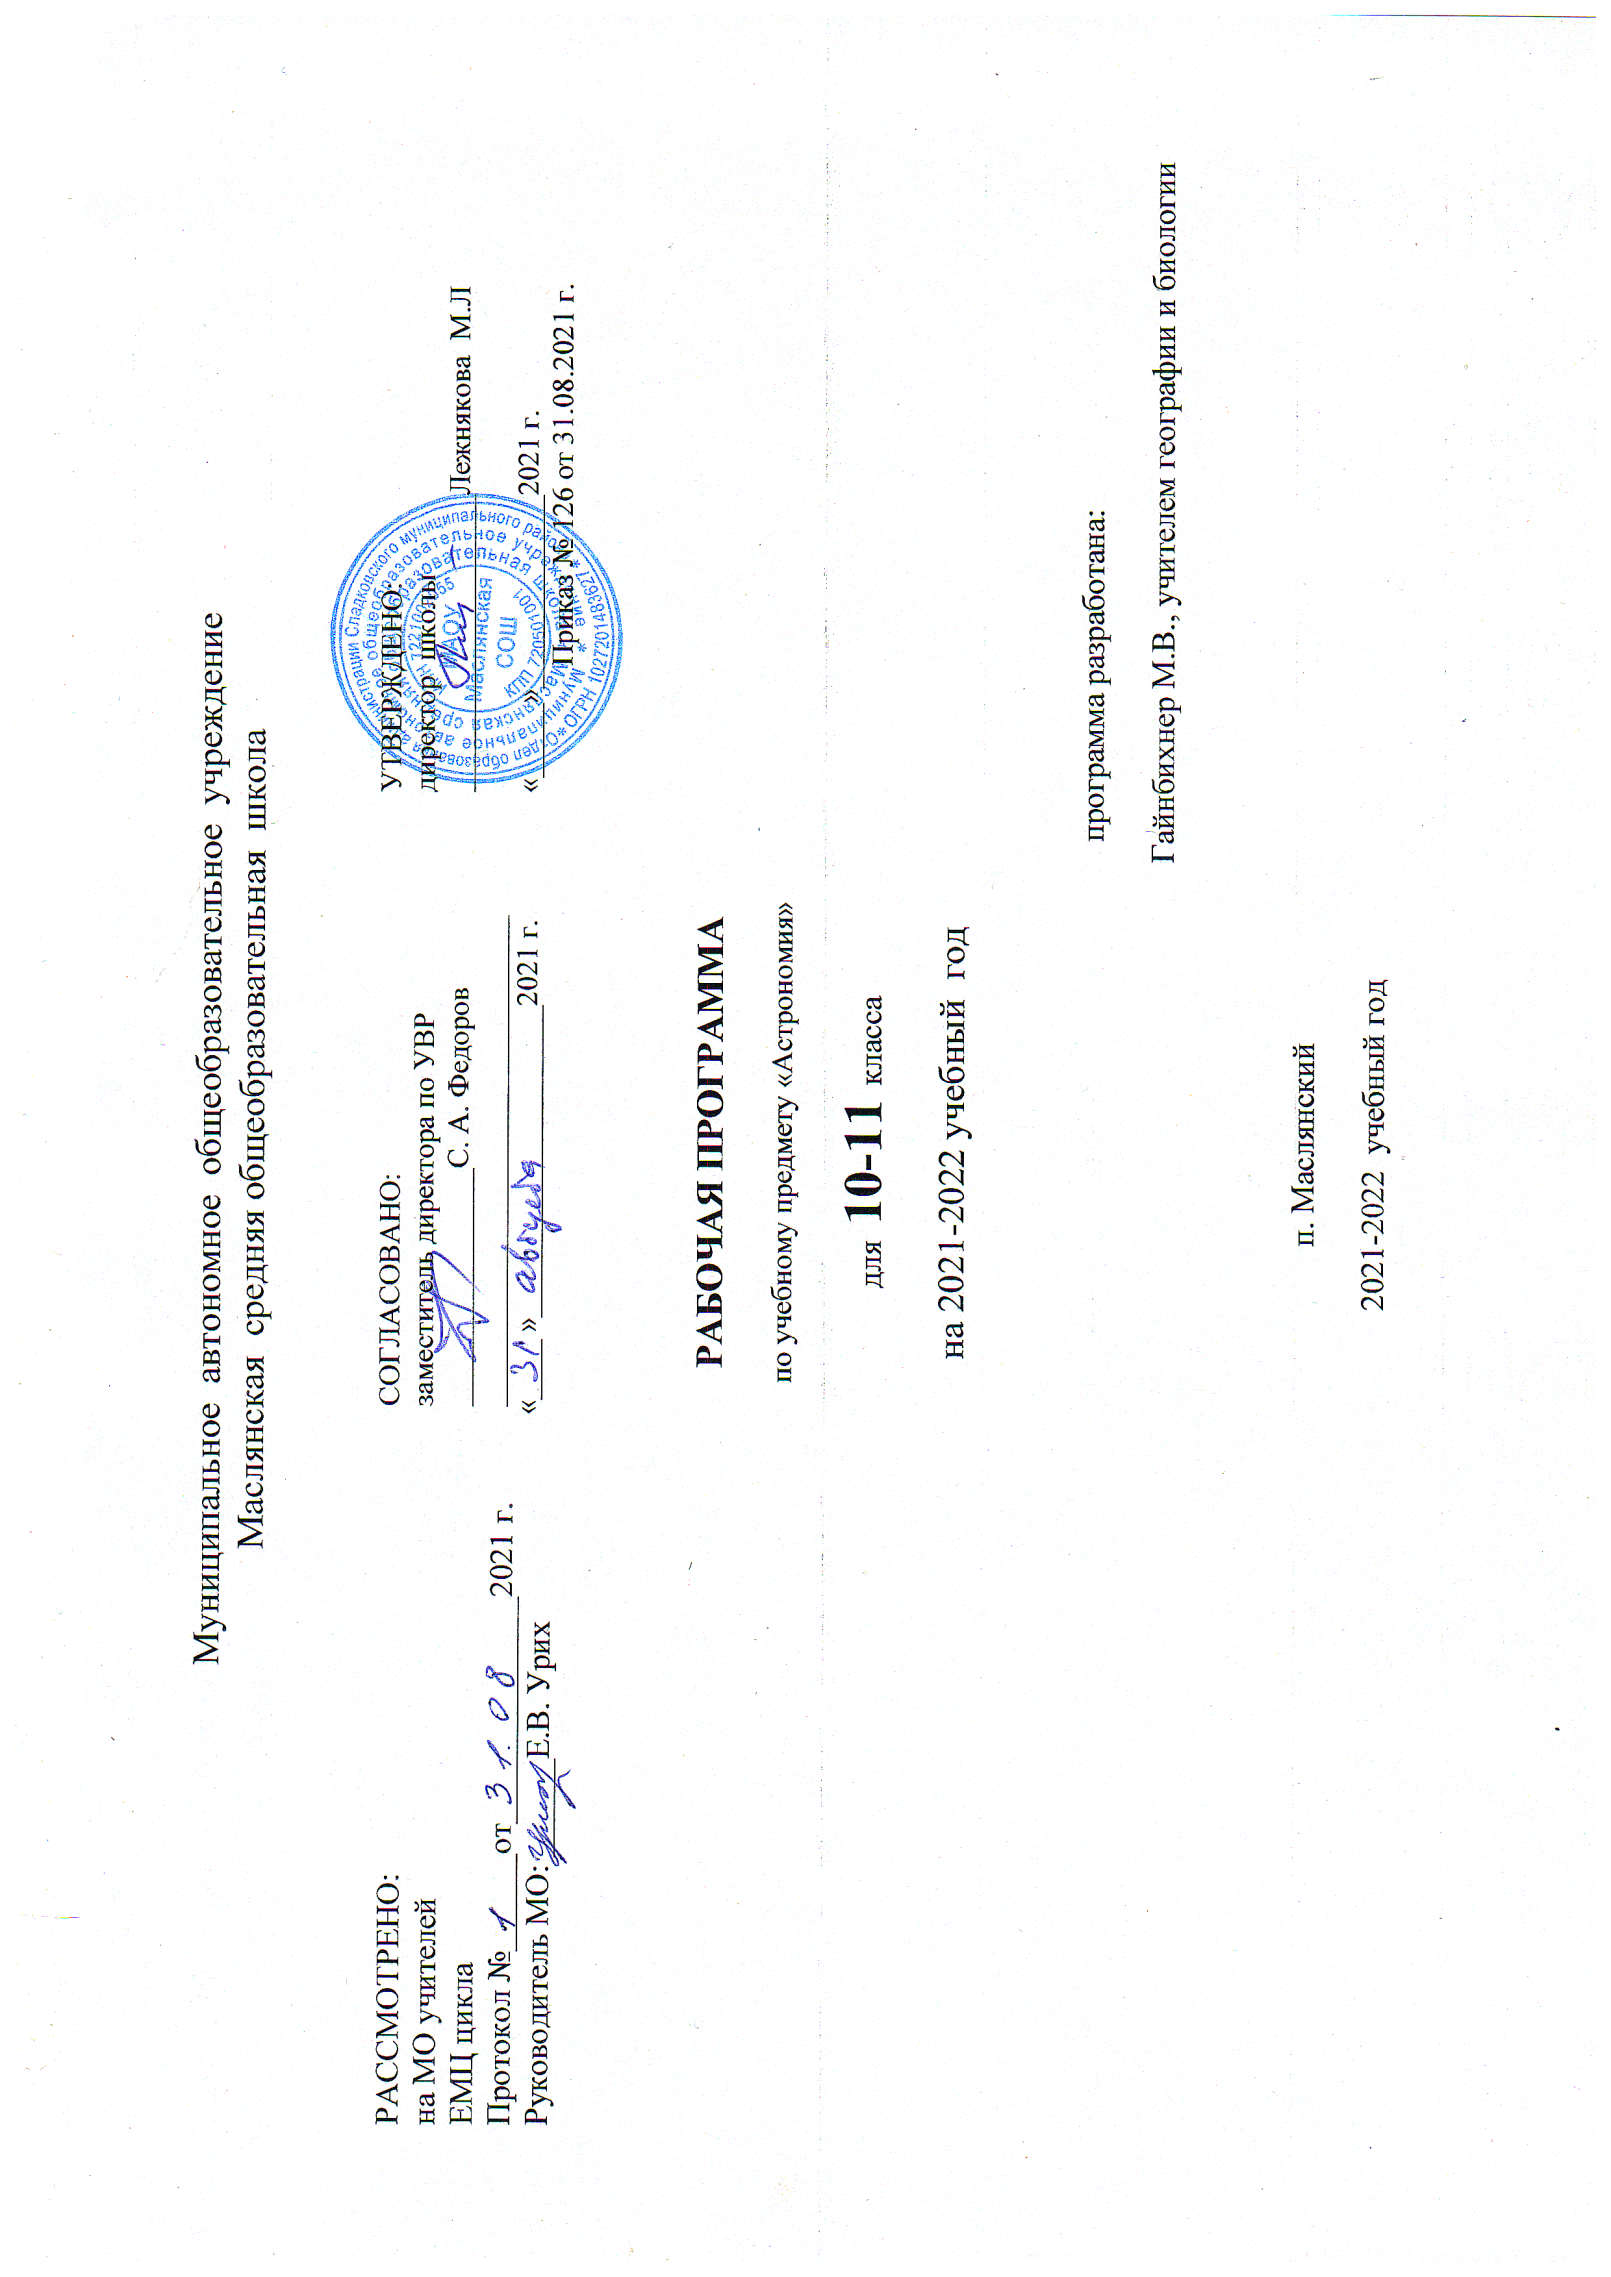 Муниципальное автономное общеобразовательное учреждение
Маслянская средняя общеобразовательная школа
РАССМОТРЕНО:
на МО учителей
ЕМЦ цикла
Протокол № 1 от 31.08 2021 г.
Руководитель МО: Е.В. Урих
СОГЛАСОВАНО:
заместитель директора по УВР
С. А. Федоров
« 31 » августа 2021 г.
УТВЕРЖДЕНО:
директор школы
Лежнякова М.Л
« » 2021 г.
Приказ № 126 от 31.08.2021 г.
МАОУ
Маслянская
СОШ
РАБОЧАЯ ПРОГРАММА
по учебному предмету «Астрономия»
для 10-11 класса
на 2021-2022 учебный год
программа разработана:
Гайнбихнер М.В., учителем географии и биологии
п. Маслянский
2021-2022 учебный год